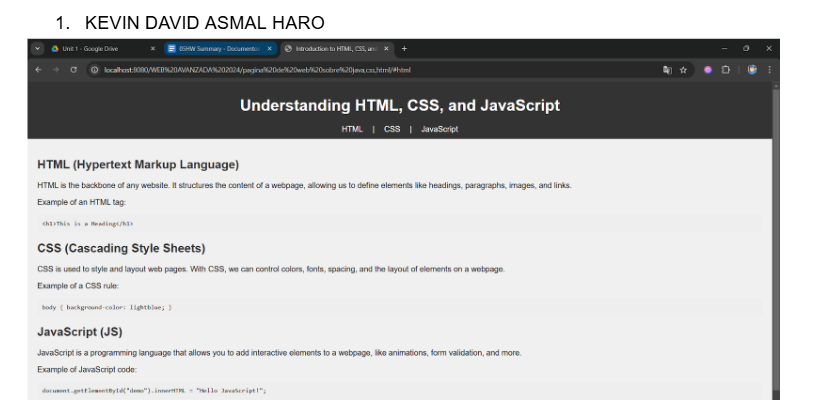 1. KEVIN DAVID ASMAL HARO
Unit 1 - Google Drive
05HW Summary - Documentos
Introduction to HTML, CSS, and
localhost:8080/WEB%20AVANZADA%202024/pagina%20de%20web%20sobre%20java,css,html/#html
Understanding HTML, CSS, and JavaScript
HTML | CSS | JavaScript
HTML (Hypertext Markup Language)
HTML is the backbone of any website. It structures the content of a webpage, allowing us to define elements like headings, paragraphs, images, and links.
Example of an HTML tag:
<h1>This is a Heading</h1>
CSS (Cascading Style Sheets)
CSS is used to style and layout web pages. With CSS, we can control colors, fonts, spacing, and the layout of elements on a webpage.
Example of a CSS rule:
body { background-color: lightblue; }
JavaScript (JS)
JavaScript is a programming language that allows you to add interactive elements to a webpage, like animations, form validation, and more.
Example of JavaScript code:
document.getElementById("demo").innerHTML = "Hello JavaScript!";